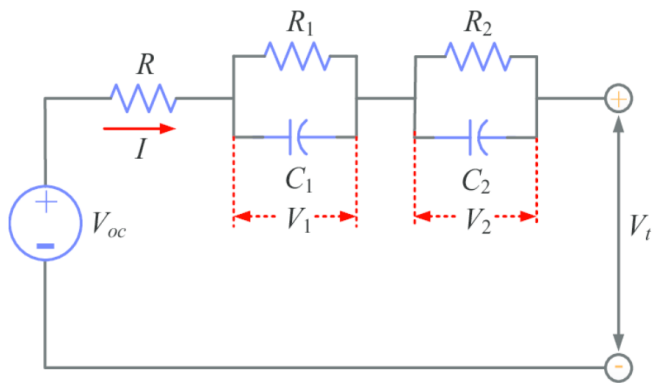 R₁
R₂
R
+
I
C₁
C₂
V₁
V₂
+
-
Voc
Vt
-